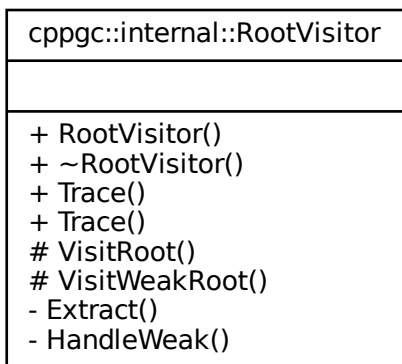 cppgc::internal::RootVisitor
+ RootVisitor()
+ ~RootVisitor()
+ Trace()
+ Trace()
# VisitRoot()
# VisitWeakRoot()
- Extract()
- HandleWeak()